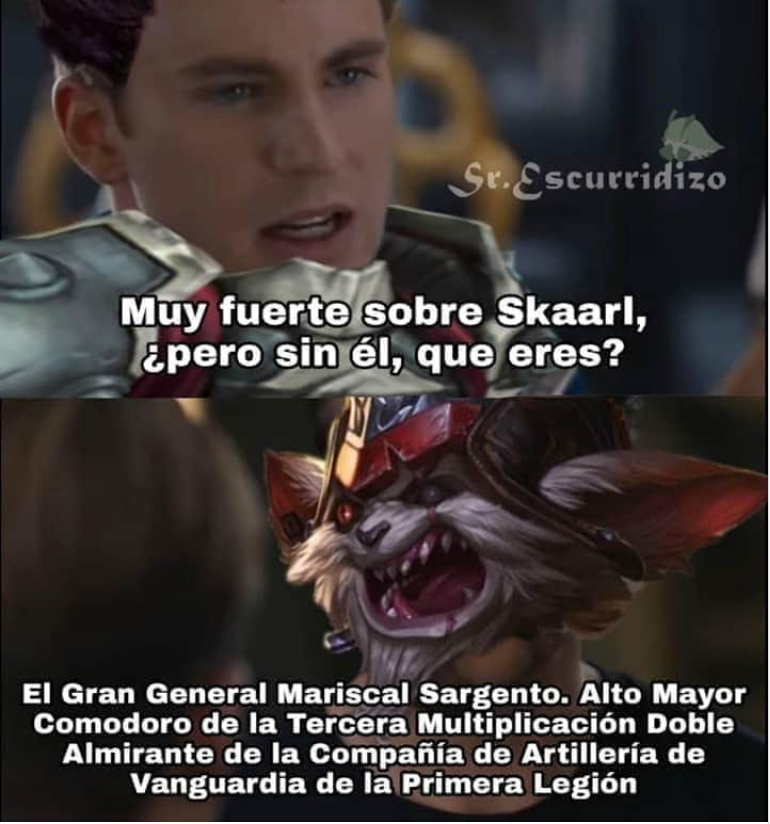 Sr.Escurridizo
Muy fuerte sobre Skaarl,
¿pero sin él, que eres?
El Gran General Mariscal Sargento. Alto Mayor
Comodoro de la Tercera Multiplicación Doble
Almirante de la Compañía de Artillería de
Vanguardia de la Primera Legión